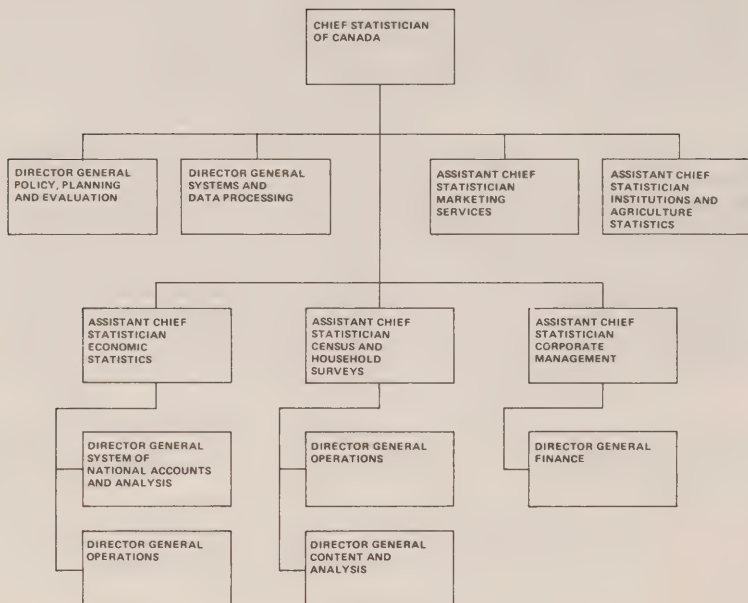 CHIEF STATISTICIAN
OF CANADA
DIRECTOR GENERAL
POLICY, PLANNING
AND EVALUATION
DIRECTOR GENERAL
SYSTEMS AND
DATA PROCESSING
ASSISTANT CHIEF
STATISTICIAN
MARKETING
SERVICES
ASSISTANT CHIEF
STATISTICIAN
INSTITUTIONS AND
AGRICULTURE
STATISTICS
ASSISTANT CHIEF
STATISTICIAN
ECONOMIC
STATISTICS
ASSISTANT CHIEF
STATISTICIAN
CENSUS AND
HOUSEHOLD
SURVEYS
ASSISTANT CHIEF
STATISTICIAN
CORPORATE
MANAGEMENT
DIRECTOR GENERAL
SYSTEM OF
NATIONAL ACCOUNTS
AND ANALYSIS
DIRECTOR GENERAL
OPERATIONS
DIRECTOR GENERAL
FINANCE
DIRECTOR GENERAL
OPERATIONS
DIRECTOR GENERAL
CONTENT AND
ANALYSIS